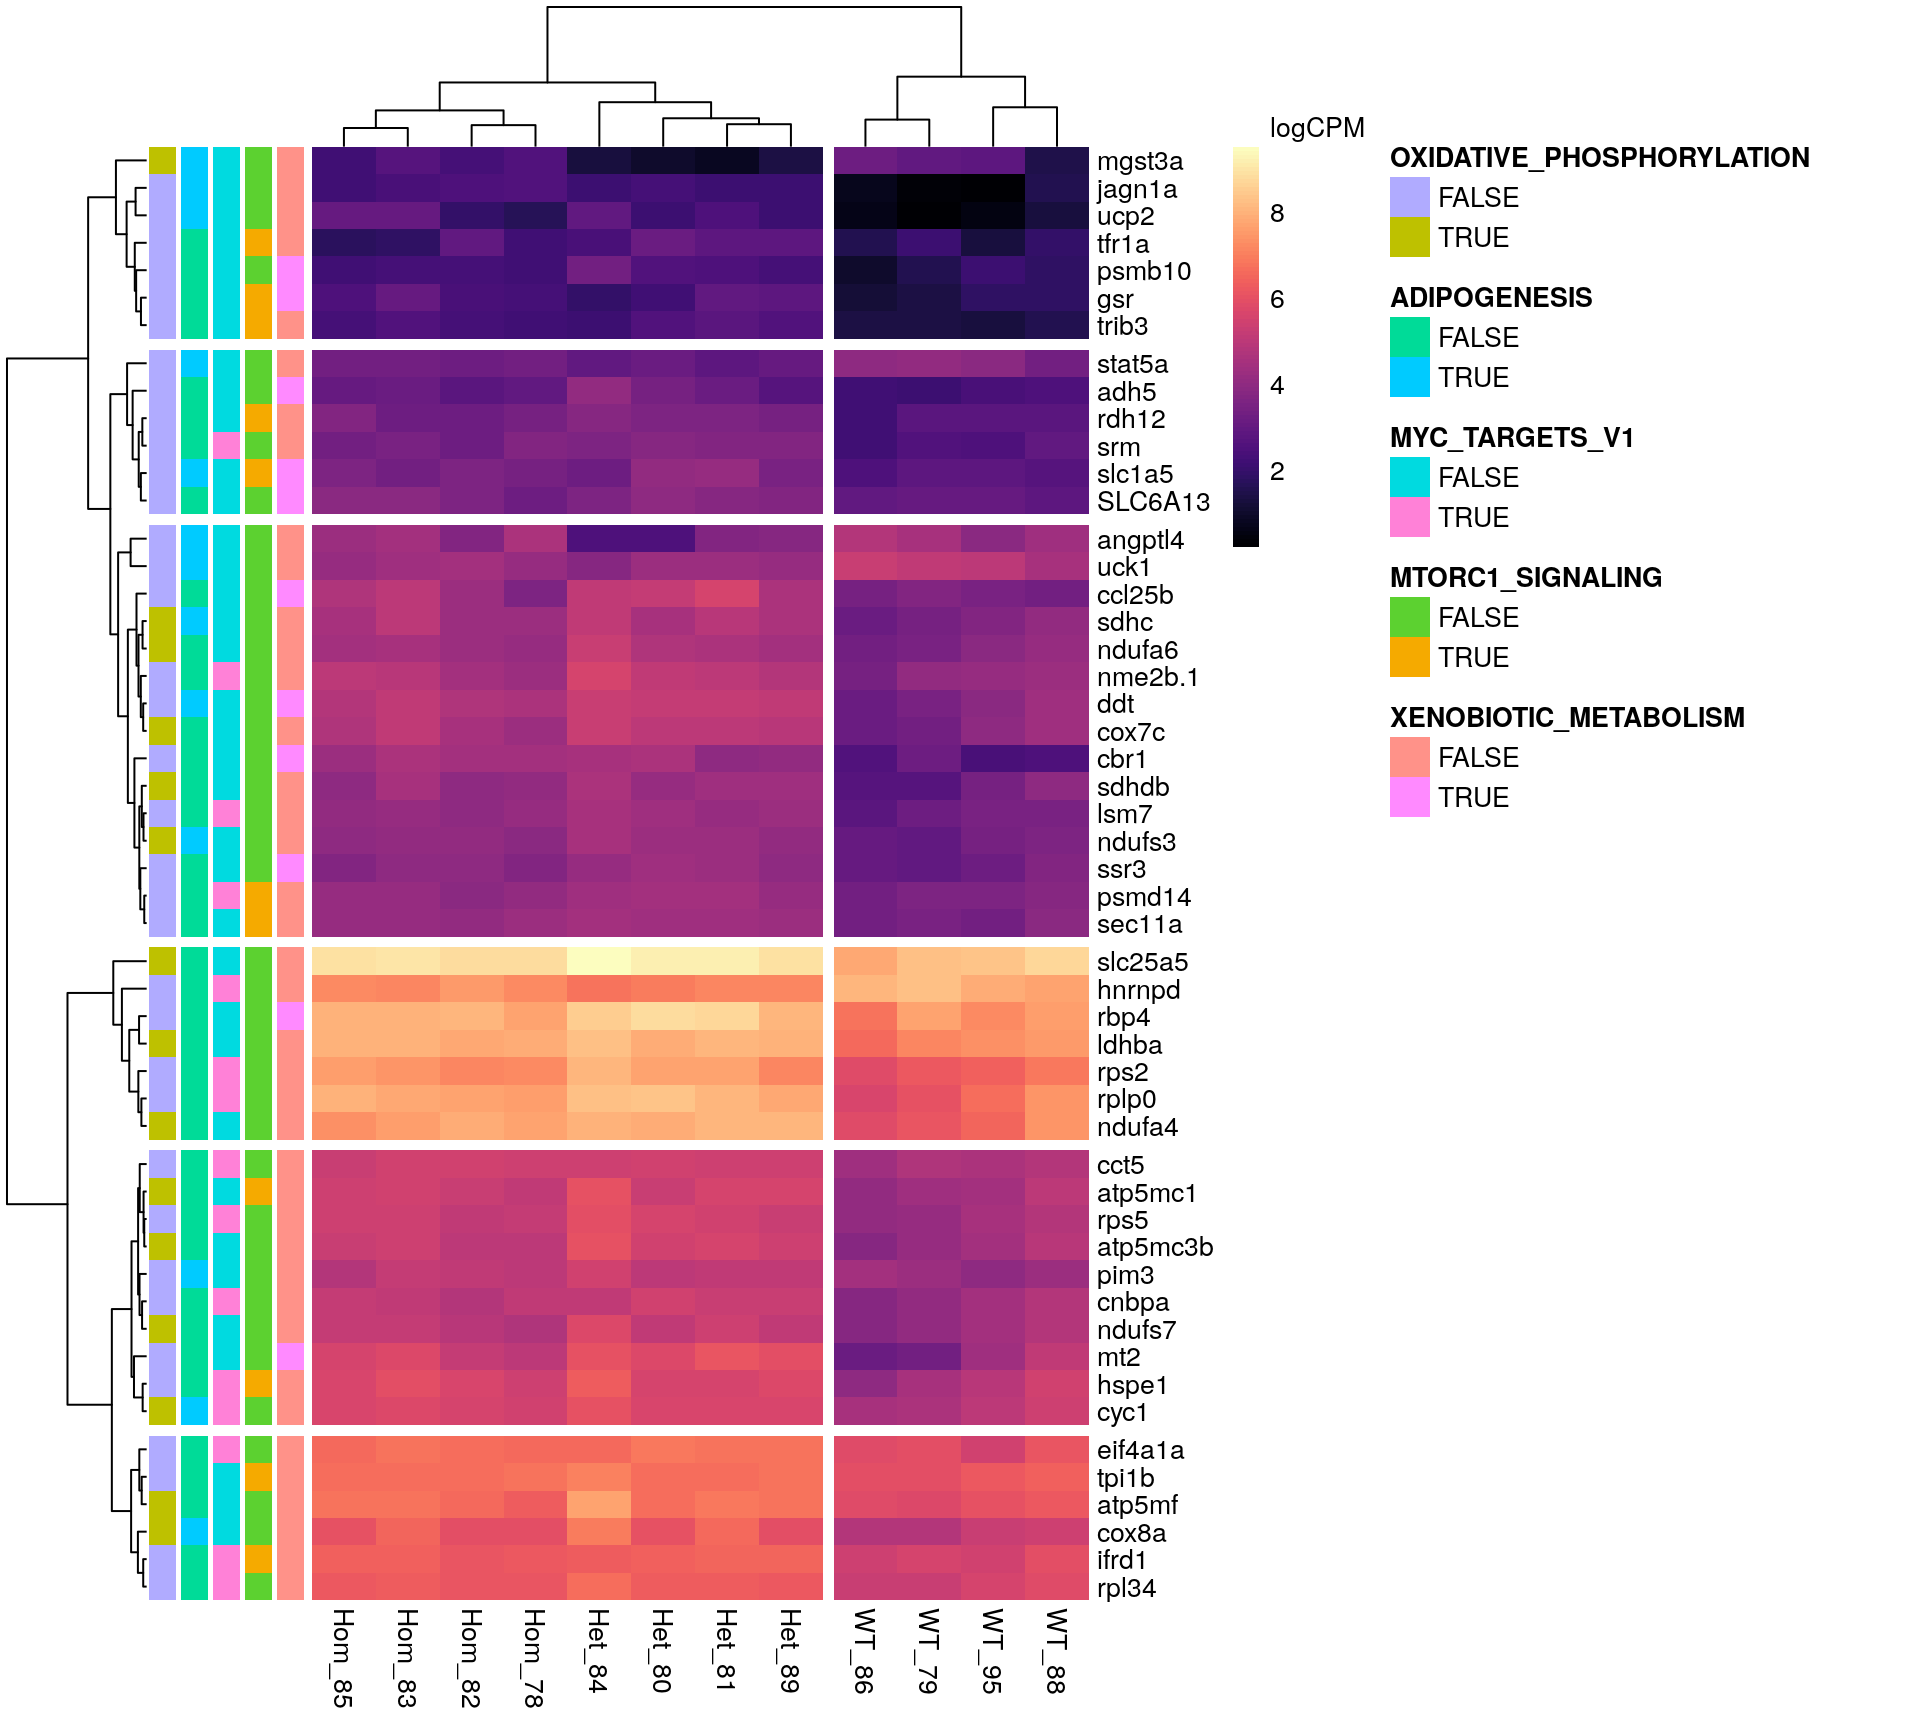 logCPM
8
6
4
2
mgst3a
jagn1a
ucp2
tfr1a
psmb10
gsr
trib3
stat5a
adh5
rdh12
srm
slc1a5
SLC6A13
angptl4
uck1
ccl25b
sdhc
ndufa6
nme2b.1
ddt
cox7c
cbr1
sdhdb
lsm7
ndufs3
ssr3
psmd14
sec11a
slc25a5
hnrnpd
rbp4
ldhba
rps2
rplp0
ndufa4
cct5
atp5mc1
rps5
atp5mc3b
pim3
cnbpa
ndufs7
mt2
hspe1
cyc1
eif4a1a
tpi1b
atp5mf
cox8a
ifrd1
rpl34
Hom_85
Hom_83
Hom_82
Hom_78
Het_84
Het_80
Het_81
Het_89
WT_86
WT_79
WT_95
WT_88
OXIDATIVE_PHOSPHORYLATION
FALSE
TRUE
ADIPOGENESIS
FALSE
TRUE
MYC_TARGETS_V1
FALSE
TRUE
MTORC1_SIGNALING
FALSE
TRUE
XENOBIOTIC_METABOLISM
FALSE
TRUE